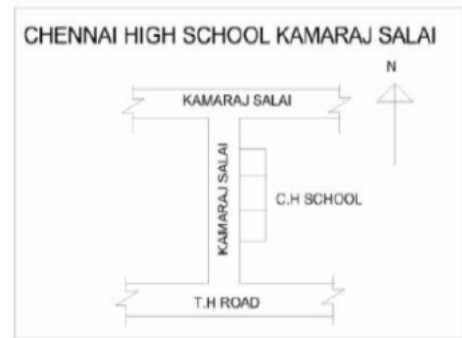 CHENNAI HIGH SCHOOL KAMARAJ SALAI
N
KAMARAJ SALAI
KAMARAJ SALAI
C.H SCHOOL
T.H ROAD